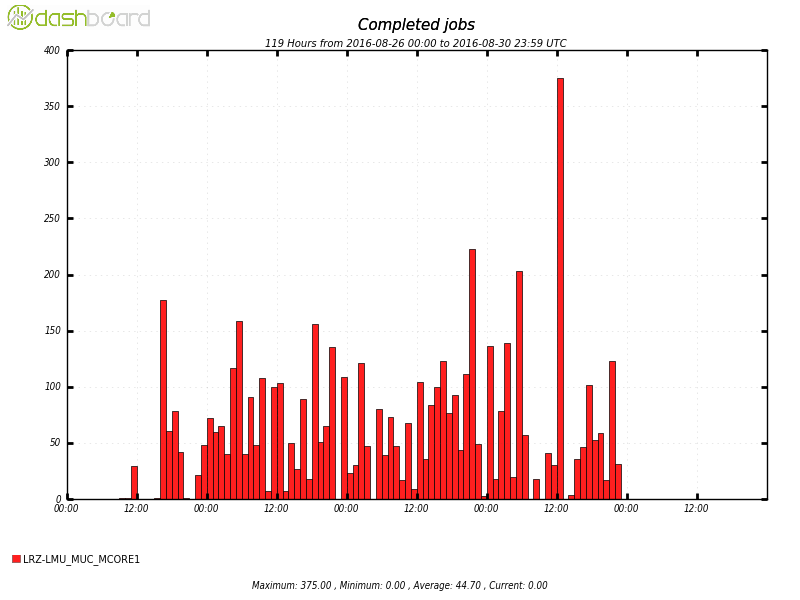 dashboard
Completed jobs
119 Hours from 2016-08-26 00:00 to 2016-08-30 23:59 UTC
400
350
300
250
200
150
100
50
0
00:00 12:00 00:00 12:00 00:00 12:00 00:00 12:00 00:00 12:00
LRZ-LMU_MUC_MCORE1
Maximum: 375.00 , Minimum: 0.00 , Average: 44.70 , Current: 0.00